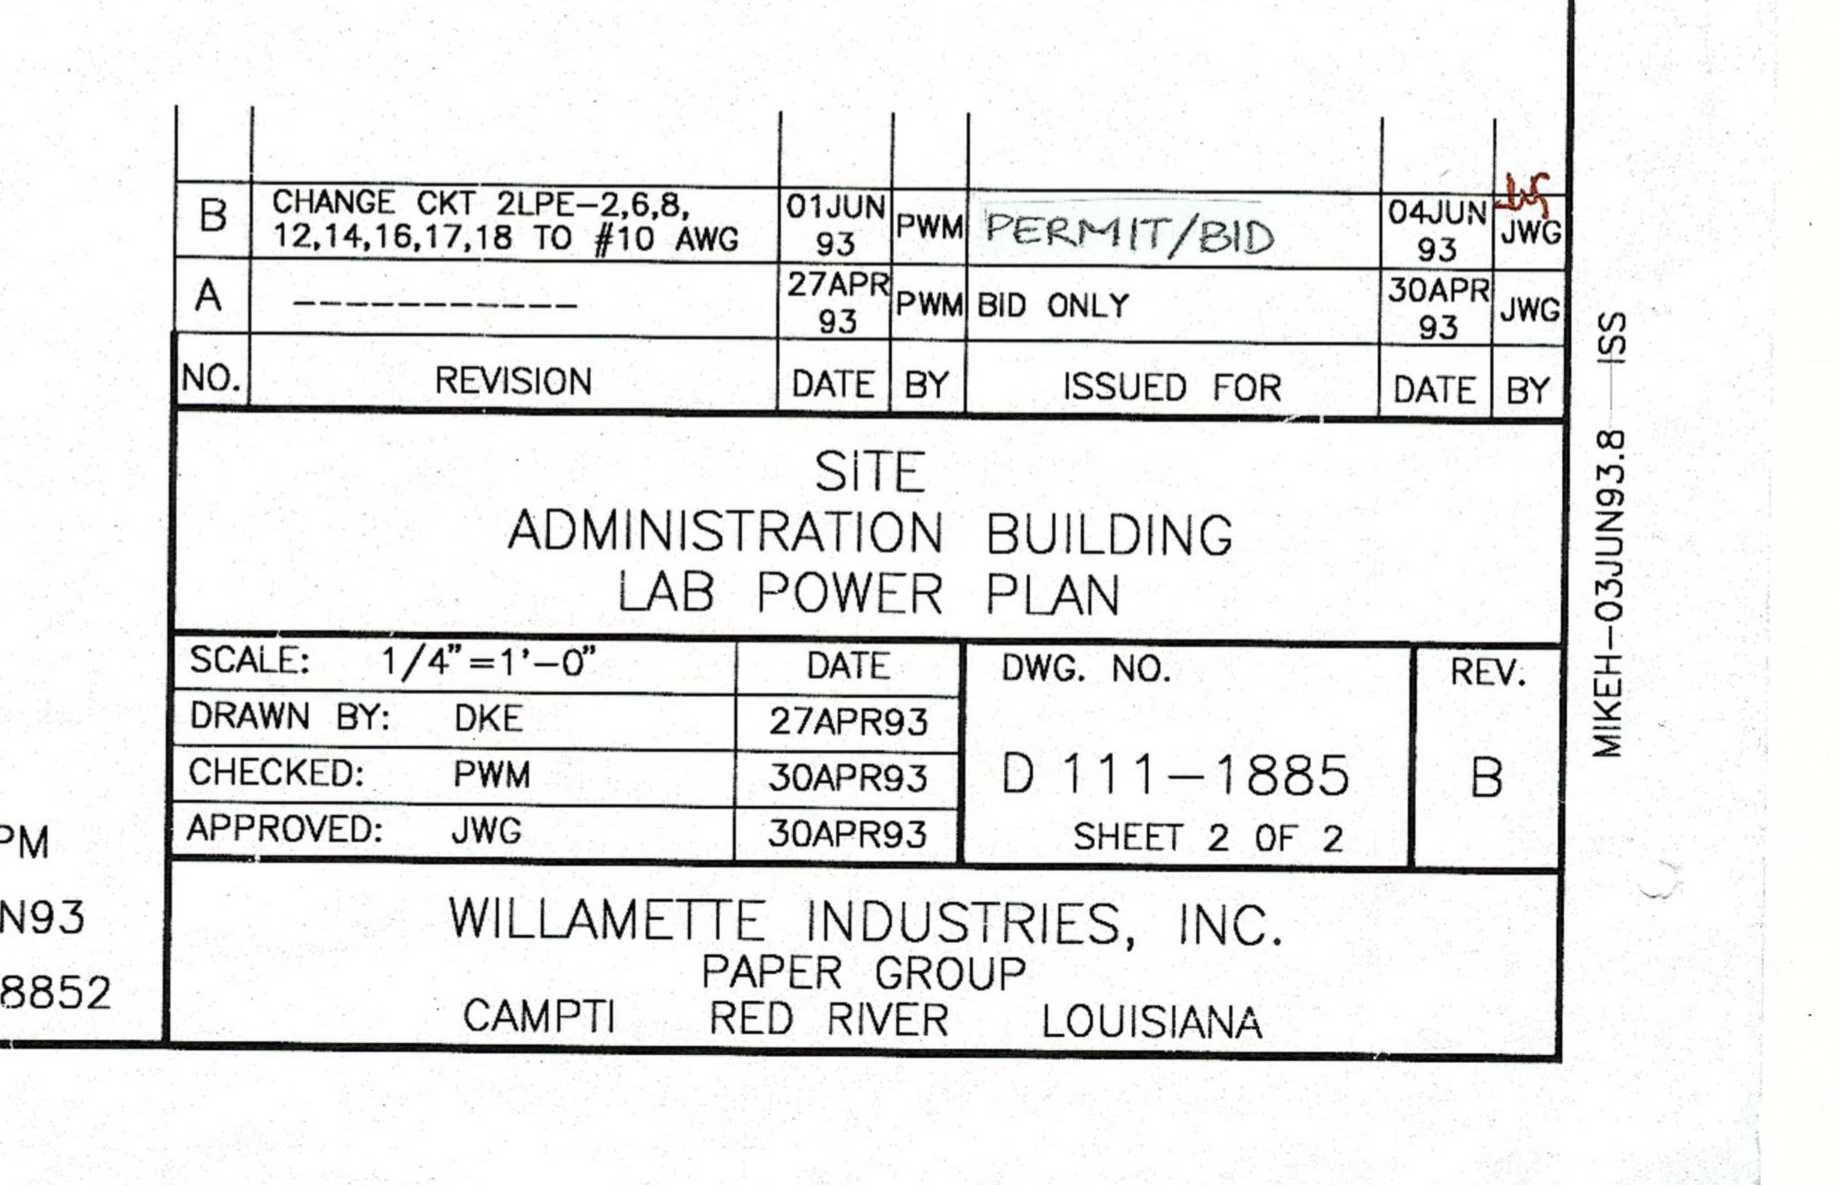 B CHANGE CKT 2LPE-2,6,8, 12,14,16,17,18 TO #10 AWG 01JUN 93 PWM PERMIT/BID 04JUN 93 JWG
A ----------- 27APR 93 PWM BID ONLY 30APR 93 JWG
NO. REVISION DATE BY ISSUED FOR DATE BY
SITE
ADMINISTRATION BUILDING
LAB POWER PLAN
SCALE: 1/4"=1'-0" DATE
DRAWN BY: DKE 27APR93
CHECKED: PWM 30APR93
APPROVED: JWG 30APR93
DWG. NO.
D 111-1885
SHEET 2 OF 2
REV.
B
WILLAMETTE INDUSTRIES, INC.
PAPER GROUP
CAMPTI RED RIVER LOUISIANA
PM
N93
8852
MIKEH-03JUN93.8 ISS